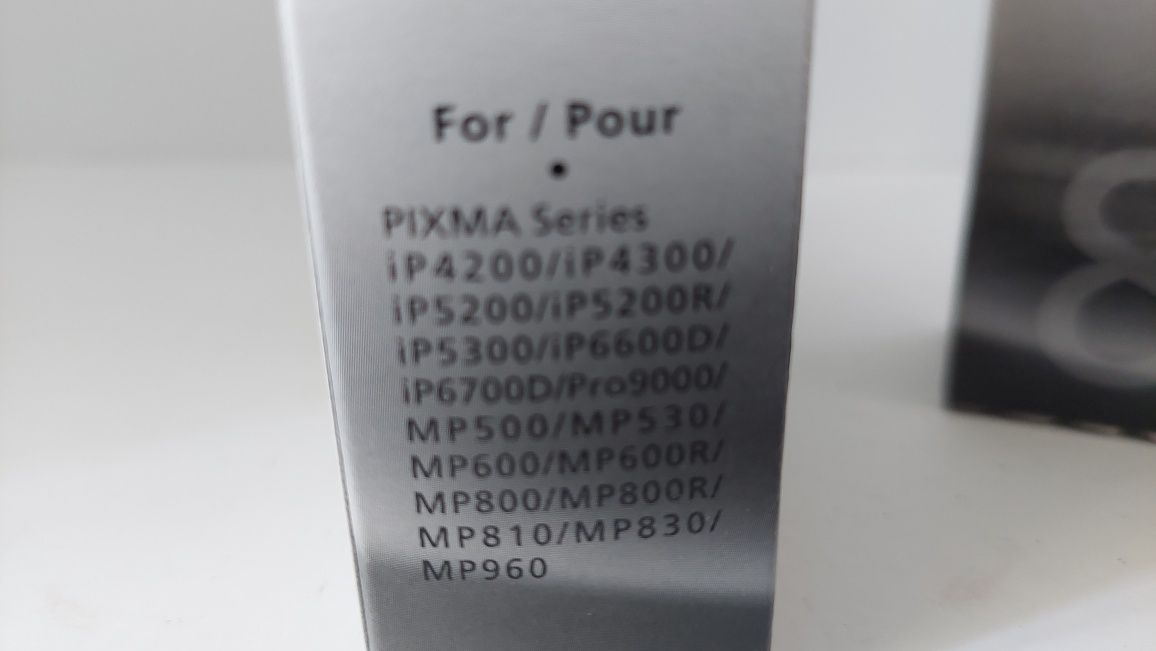 For / Pour
•
PIXMA Series
iP4200/iP4300/
iP5200/iP5200R/
iP5300/iP6600D/
iP6700D/Pro9000/
MP500/MP530/
MP600/MP600R/
MP800/MP800R/
MP810/MP830/
MP960
8